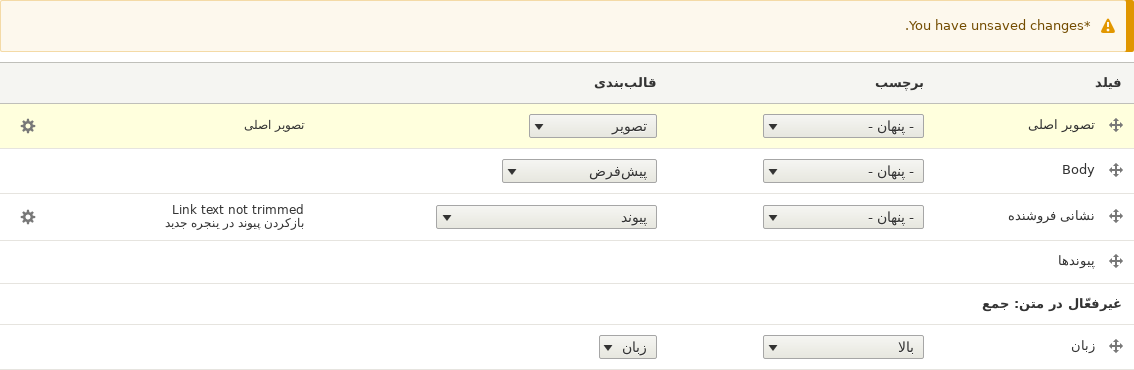 *You have unsaved changes.
فیلد برچسب قالب‌بندی
تصویر اصلی - پنهان - تصویر تصویر اصلی
Body - پنهان - پیش‌فرض
نشانی فروشنده - پنهان - پیوند Link text not trimmed
بازکردن پیوند در پنجره جدید
پیوندها
غیرفعّال در متن: جمع
زبان بالا زبان